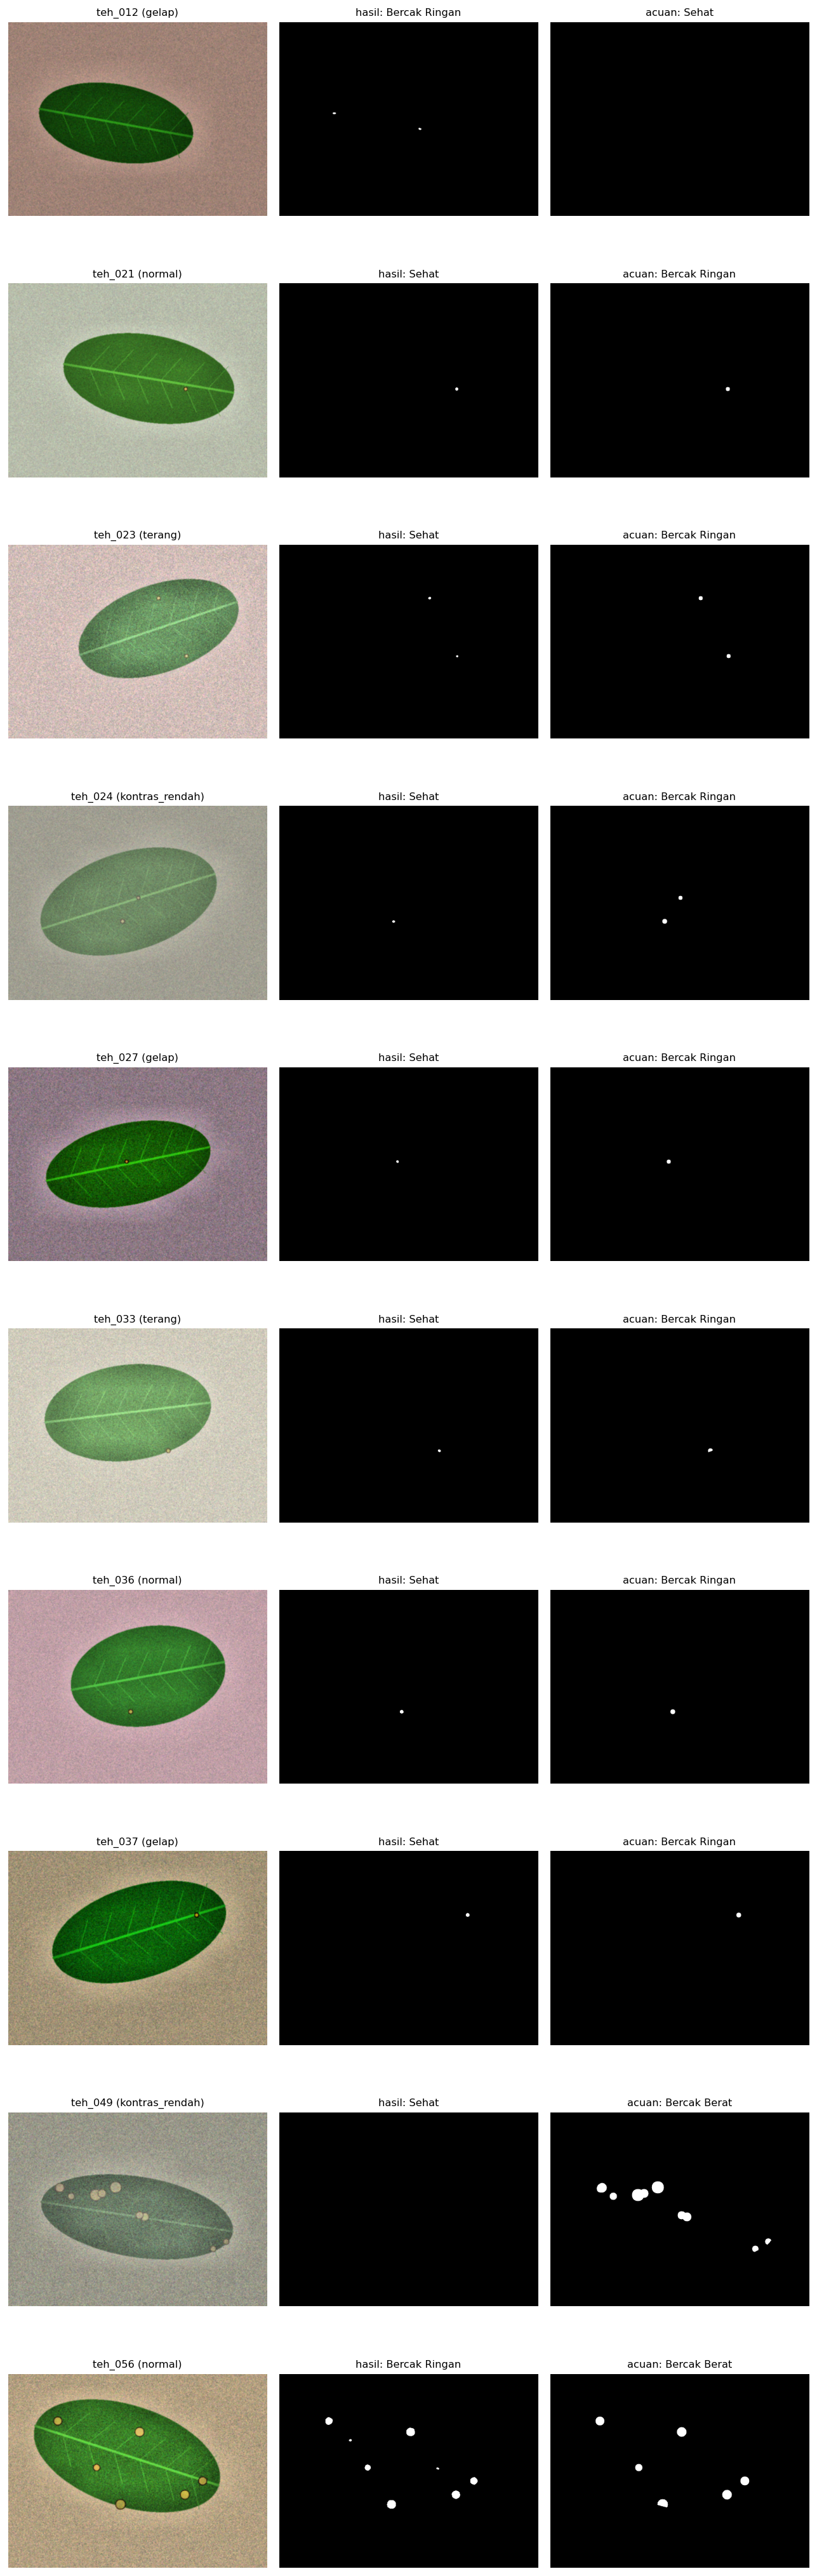 teh_012 (gelap)
hasil: Bercak Ringan
acuan: Sehat
teh_021 (normal)
hasil: Sehat
acuan: Bercak Ringan
teh_023 (terang)
hasil: Sehat
acuan: Bercak Ringan
teh_024 (kontras_rendah)
hasil: Sehat
acuan: Bercak Ringan
teh_027 (gelap)
hasil: Sehat
acuan: Bercak Ringan
teh_033 (terang)
hasil: Sehat
acuan: Bercak Ringan
teh_036 (normal)
hasil: Sehat
acuan: Bercak Ringan
teh_037 (gelap)
hasil: Sehat
acuan: Bercak Ringan
teh_049 (kontras_rendah)
hasil: Sehat
acuan: Bercak Berat
teh_056 (normal)
hasil: Bercak Ringan
acuan: Bercak Berat